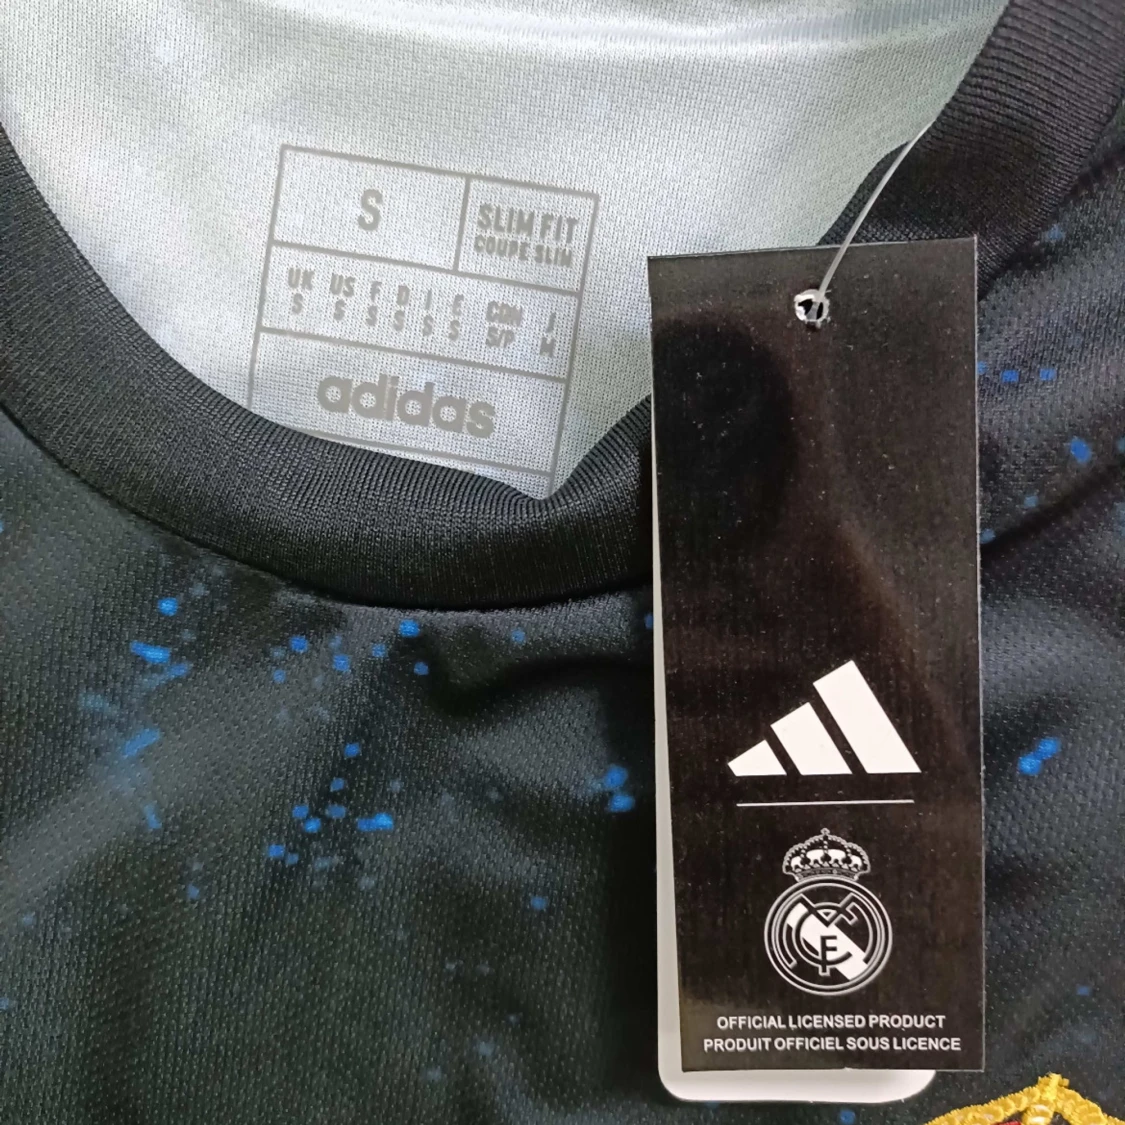 S
SLIM FIT
COUPE SLIM
UK US F D I E CDN J
S S S S S S S/P M
adidas
OFFICIAL LICENSED PRODUCT
PRODUIT OFFICIEL SOUS LICENCE